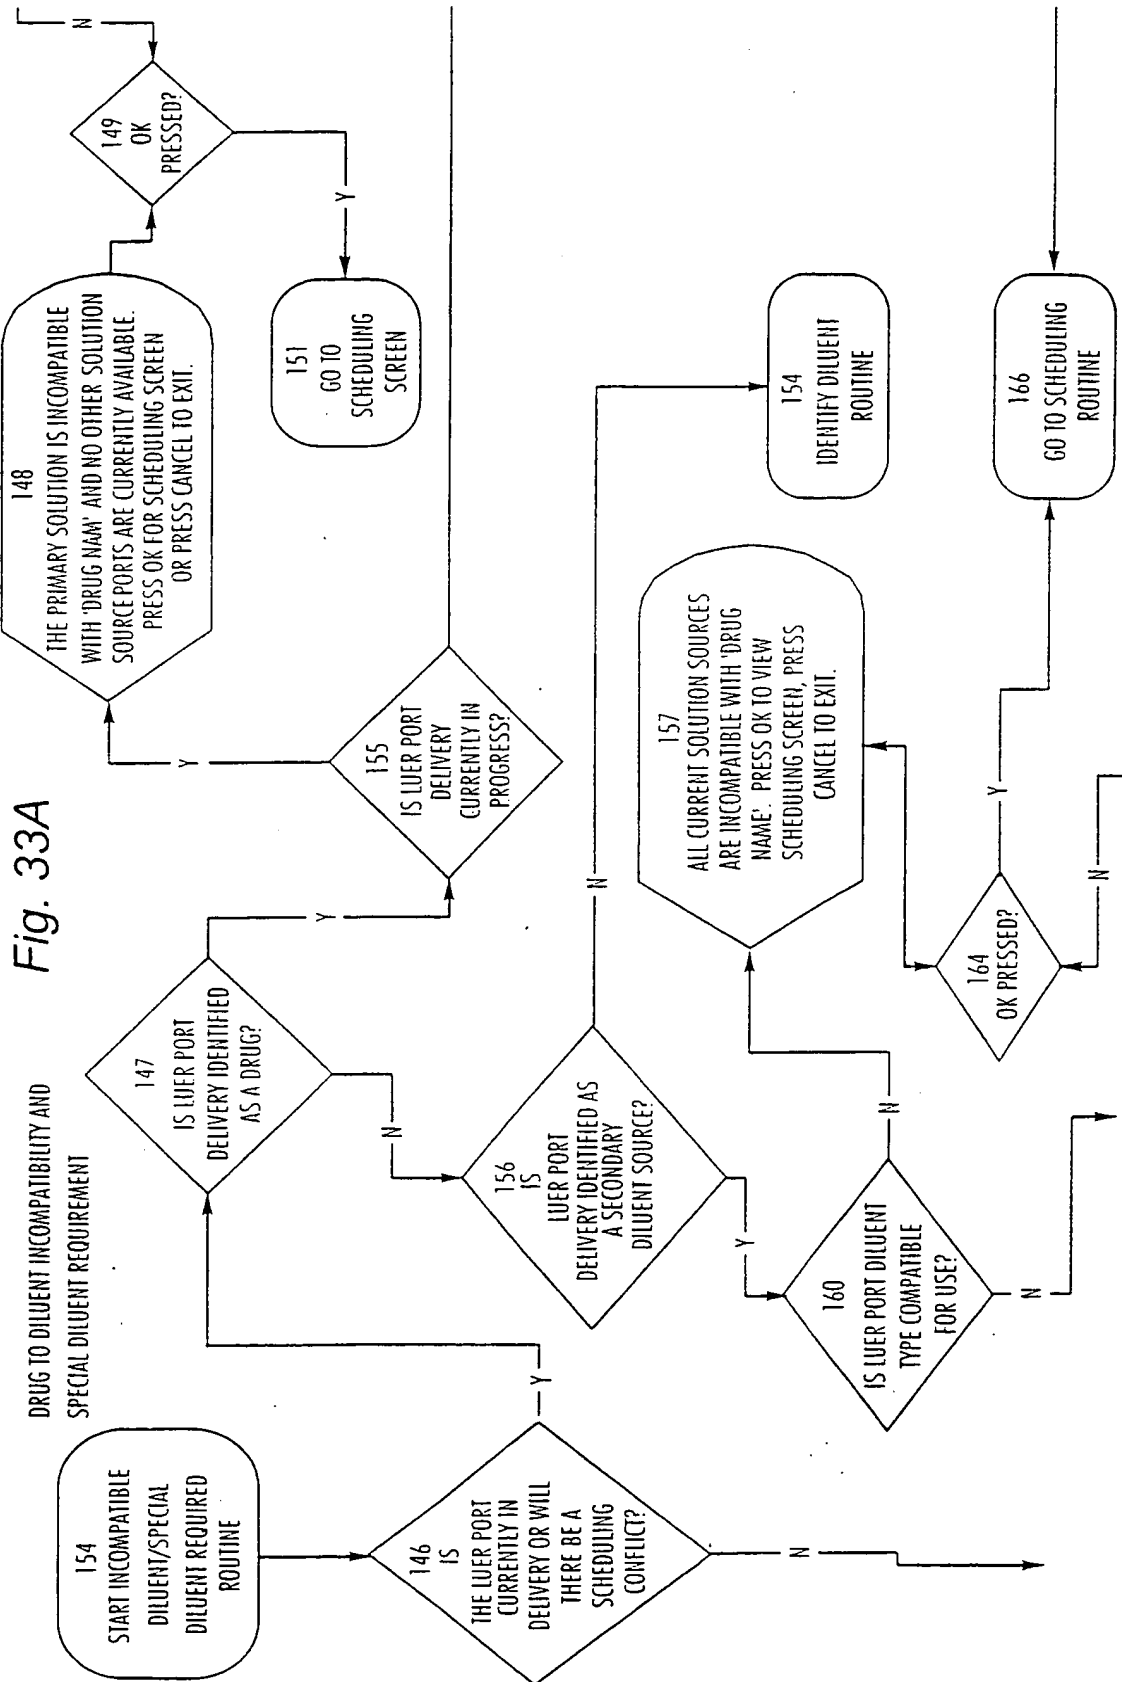 Fig. 33A
DRUG TO DILUENT INCOMPATIBILITY AND
SPECIAL DILUENT REQUIREMENT
154
START INCOMPATIBLE
DILUENT/SPECIAL
DILUENT REQUIRED
ROUTINE
146
IS
THE LUER PORT
CURRENTLY IN
DELIVERY OR WILL
THERE BE A
SCHEDULING
CONFLICT?
Y
N
147
IS LUER PORT
DELIVERY IDENTIFIED
AS A DRUG?
Y
N
155
IS LUER PORT
DELIVERY
CURRENTLY IN
PROGRESS?
Y
148
THE PRIMARY SOLUTION IS INCOMPATIBLE
WITH 'DRUG NAM' AND NO OTHER SOLUTION
SOURCE PORTS ARE CURRENTLY AVAILABLE.
PRESS OK FOR SCHEDULING SCREEN
OR PRESS CANCEL TO EXIT.
149
OK
PRESSED?
N
Y
151
GO TO
SCHEDULING
SCREEN
156
IS
LUER PORT
DELIVERY IDENTIFIED AS
A SECONDARY
DILUENT SOURCE?
N
Y
154
IDENTIFY DILUENT
ROUTINE
160
IS LUER PORT DILUENT
TYPE COMPATIBLE
FOR USE?
N
N
157
ALL CURRENT SOLUTION SOURCES
ARE INCOMPATIBLE WITH 'DRUG
NAME'. PRESS OK TO VIEW
SCHEDULING SCREEN, PRESS
CANCEL TO EXIT.
164
OK PRESSED?
Y
N
166
GO TO SCHEDULING
ROUTINE